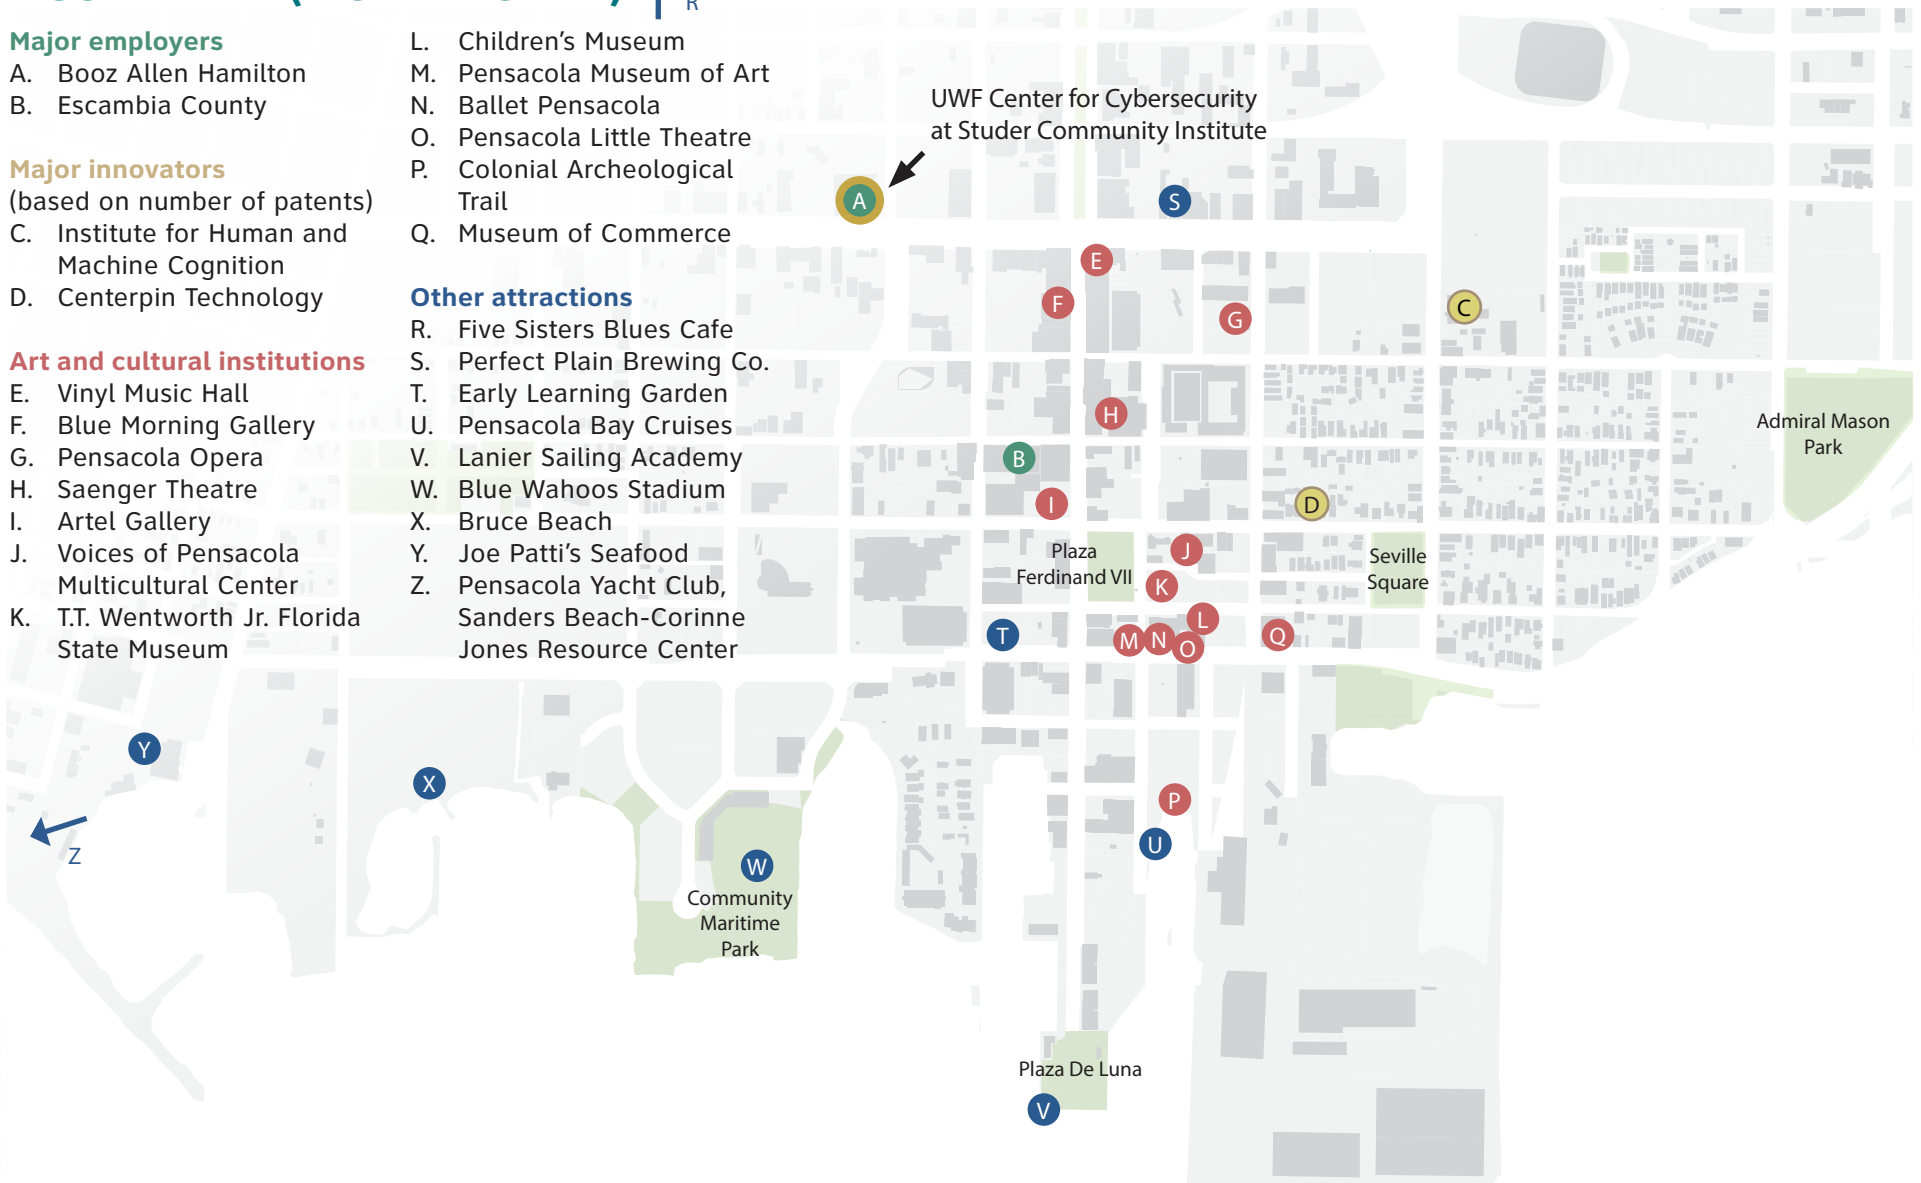 R
Major employers
A. Booz Allen Hamilton
B. Escambia County
Major innovators
(based on number of patents)
C. Institute for Human and
Machine Cognition
D. Centerpin Technology
Art and cultural institutions
E. Vinyl Music Hall
F. Blue Morning Gallery
G. Pensacola Opera
H. Saenger Theatre
I. Artel Gallery
J. Voices of Pensacola
Multicultural Center
K. T.T. Wentworth Jr. Florida
State Museum
L. Children's Museum
M. Pensacola Museum of Art
N. Ballet Pensacola
O. Pensacola Little Theatre
P. Colonial Archeological
Trail
Q. Museum of Commerce
Other attractions
R. Five Sisters Blues Cafe
S. Perfect Plain Brewing Co.
T. Early Learning Garden
U. Pensacola Bay Cruises
V. Lanier Sailing Academy
W. Blue Wahoos Stadium
X. Bruce Beach
Y. Joe Patti's Seafood
Z. Pensacola Yacht Club,
Sanders Beach-Corinne
Jones Resource Center
UWF Center for Cybersecurity
at Studer Community Institute
A
S
E
F
G
C
H
Admiral Mason
Park
B
I
D
Plaza
Ferdinand VII
J
K
Seville
Square
T
L
M
N
O
Q
Y
X
Z
P
U
W
Community
Maritime
Park
Plaza De Luna
V